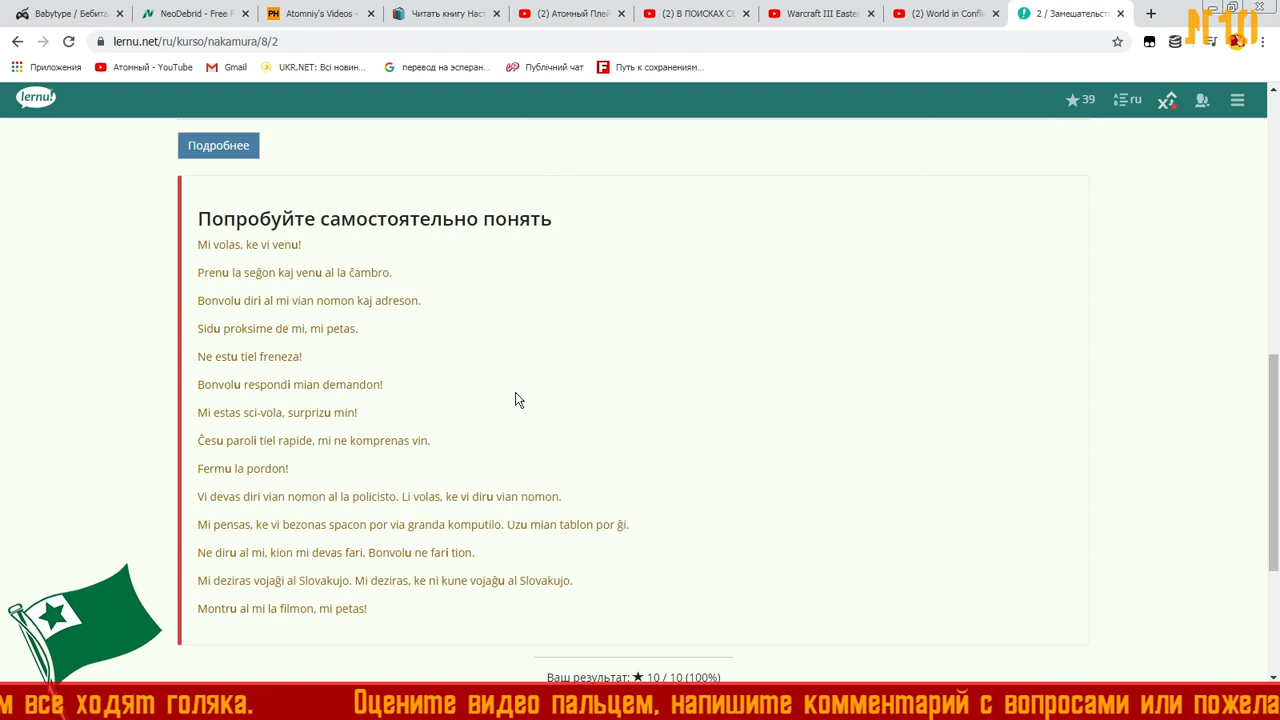 Babytype / Бебита
NeoDebrid - Free P
Atomniy's Videos -
Читать книгу Наст
(2) Атомный Плей
(2) В ПОИСКАХ СЕ
Warcraft III Easter
(2) World in Confli
2 / Замешательст
N10
lernu.net/ru/kurso/nakamura/8/2
Приложения
Атомный - YouTube
Gmail
UKR.NET: Всі новин...
перевод на эсперан...
Публічний чат
Путь к сохранениям...
lernu!
39
ru
Подробнее
Попробуйте самостоятельно понять
Mi volas, ke vi venu!
Prenu la seĝon kaj venu al la ĉambro.
Bonvolu diri al mi vian nomon kaj adreson.
Sidu proksime de mi, mi petas.
Ne estu tiel freneza!
Bonvolu respondi mian demandon!
Mi estas sci-vola, surprizu min!
Ĉesu paroli tiel rapide, mi ne komprenas vin.
Fermu la pordon!
Vi devas diri vian nomon al la policisto. Li volas, ke vi diru vian nomon.
Mi pensas, ke vi bezonas spacon por via granda komputilo. Uzu mian tablon por ĝi.
Ne diru al mi, kion mi devas fari. Bonvolu ne fari tion.
Mi deziras vojaĝi al Slovakujo. Mi deziras, ke ni kune vojaĝu al Slovakujo.
Montru al mi la filmon, mi petas!
Ваш результат: ★ 10 / 10 (100%)
м все ходят голяка. Оцените видео пальцем, напишите комментарий с вопросами или пожела